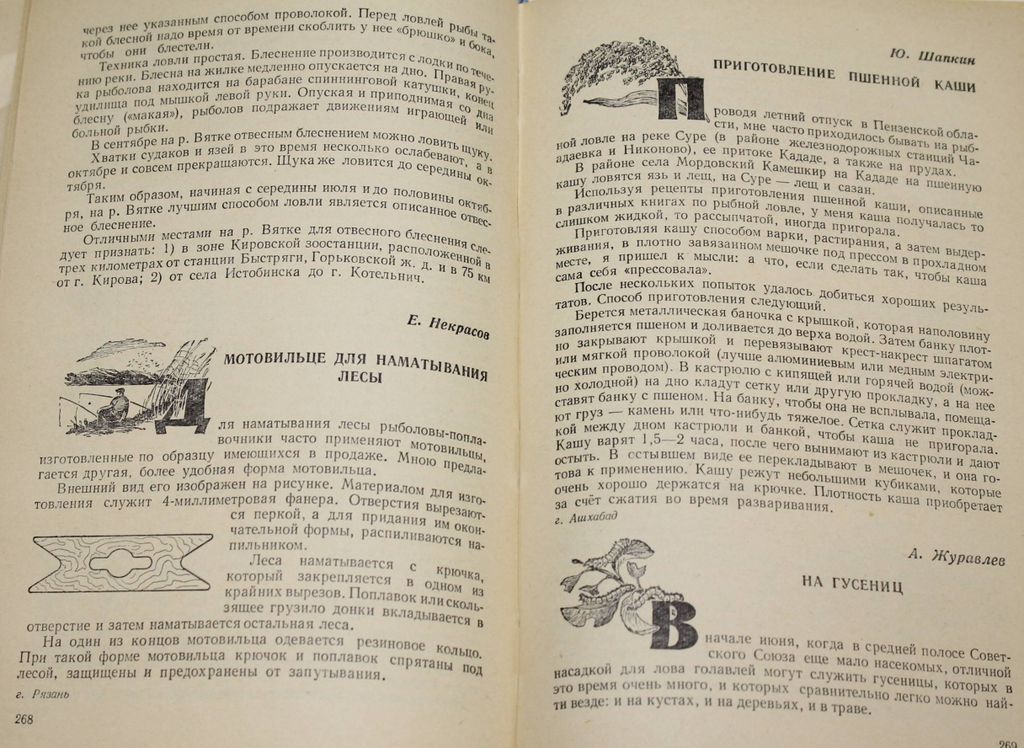 через нее указанным способом проволокой. Перед ловлей рыбы та-
кой блесной надо время от времени скоблить у нее «брюшко» и бока,
чтобы они блестели.
Техника ловли простая. Блеснение производится с лодки по тече-
нию реки. Блесна на жилке медленно опускается на дно. Правая ру-
ка рыболова находится на барабане спиннинговой катушки, конец
удилища под мышкой левой руки. Опуская и приподнимая со дна
блесну («макая»), рыболов подражает движениям играющей или
больной рыбки.
В сентябре на р. Вятке отвесным блеснением можно ловить щуку.
Хватки судаков и язей в это время несколько ослабевают, а в
октябре и совсем прекращаются. Щука же ловится до середины ок-
тября.
Таким образом, начиная с середины июля и до половины октяб-
ря, на р. Вятке лучшим способом ловли является описанное отвес-
ное блеснение.
Отличными местами на р. Вятке для отвесного блеснения сле-
дует признать: 1) в зоне Кировской зоостанции, расположенной в
трех километрах от станции Быстряги, Горьковской ж. д. и в 75 км
от г. Кирова; 2) от села Истобинска до г. Котельнич.
Е. Некрасов
МОТОВИЛЬЦЕ ДЛЯ НАМАТЫВАНИЯ
ЛЕСЫ
Для наматывания лесы рыболовы-попла-
вочники часто применяют мотовильцы,
изготовленные по образцу имеющихся в продаже. Мною предла-
гается другая, более удобная форма мотовильца.
Внешний вид его изображен на рисунке. Материалом для изго-
товления служит 4-миллиметровая фанера. Отверстия вырезают-
ся перкой, а для придания им окон-
чательной формы, распиливаются на-
пильником.
Леса наматывается с крючка,
который закрепляется в одном из
крайних вырезов. Поплавок или сколь-
зящее грузило донки вкладывается в
отверстие и затем наматывается остальная леса.
На один из концов мотовильца одевается резиновое кольцо.
При такой форме мотовильца крючок и поплавок спрятаны под
лесой, защищены и предохранены от запутывания.
г. Рязань
268
Ю. Шапкин
ПРИГОТОВЛЕНИЕ ПШЕННОЙ КАШИ
Проводя летний отпуск в Пензенской обла-
сти, мне часто приходилось бывать на рыб-
ной ловле на реке Суре (в районе железнодорожных станций Ча-
адаевка и Никоново), ее притоке Кададе, а также на прудах.
В районе села Мордовский Камешкир на Кададе на пшенную
кашу ловятся язь и лещ, на Суре — лещ и сазан.
Используя рецепты приготовления пшенной каши, описанные
в различных книгах по рыбной ловле, у меня каша получалась то
слишком жидкой, то рассыпчатой, иногда пригорала.
Приготовляя кашу способом варки, растирания, а затем выдер-
живания, в плотно завязанном мешочке под прессом в прохладном
месте, я пришел к мысли: а что, если сделать так, чтобы каша
сама себя «прессовала».
После нескольких попыток удалось добиться хороших резуль-
татов. Способ приготовления следующий.
Берется металлическая баночка с крышкой, которая наполовину
заполняется пшеном и доливается до верха водой. Затем банку плот-
но закрывают крышкой и перевязывают крест-накрест шпагатом
или мягкой проволокой (лучше алюминиевым или медным электри-
ческим проводом). В кастрюлю с кипящей или горячей водой (мож-
но холодной) на дно кладут сетку или другую прокладку, а на нее
ставят банку с пшеном. На банку, чтобы она не всплывала, помеща-
ют груз — камень или что-нибудь тяжелое. Сетка служит проклад-
кой между дном кастрюли и банкой, чтобы каша не пригорала.
Кашу варят 1,5—2 часа, после чего вынимают из кастрюли и дают
остыть. В остывшем виде ее перекладывают в мешочек, и она го-
това к применению. Кашу режут небольшими кубиками, которые
очень хорошо держатся на крючке. Плотность каша приобретает
за счёт сжатия во время разваривания.
г. Ашхабад
А. Журавлев
НА ГУСЕНИЦ
В начале июня, когда в средней полосе Совет-
ского Союза еще мало насекомых, отличной
насадкой для лова голавлей могут служить гусеницы, которых в
это время очень много, и которых сравнительно легко можно най-
ти везде: и на кустах, и на деревьях, и в траве.
269